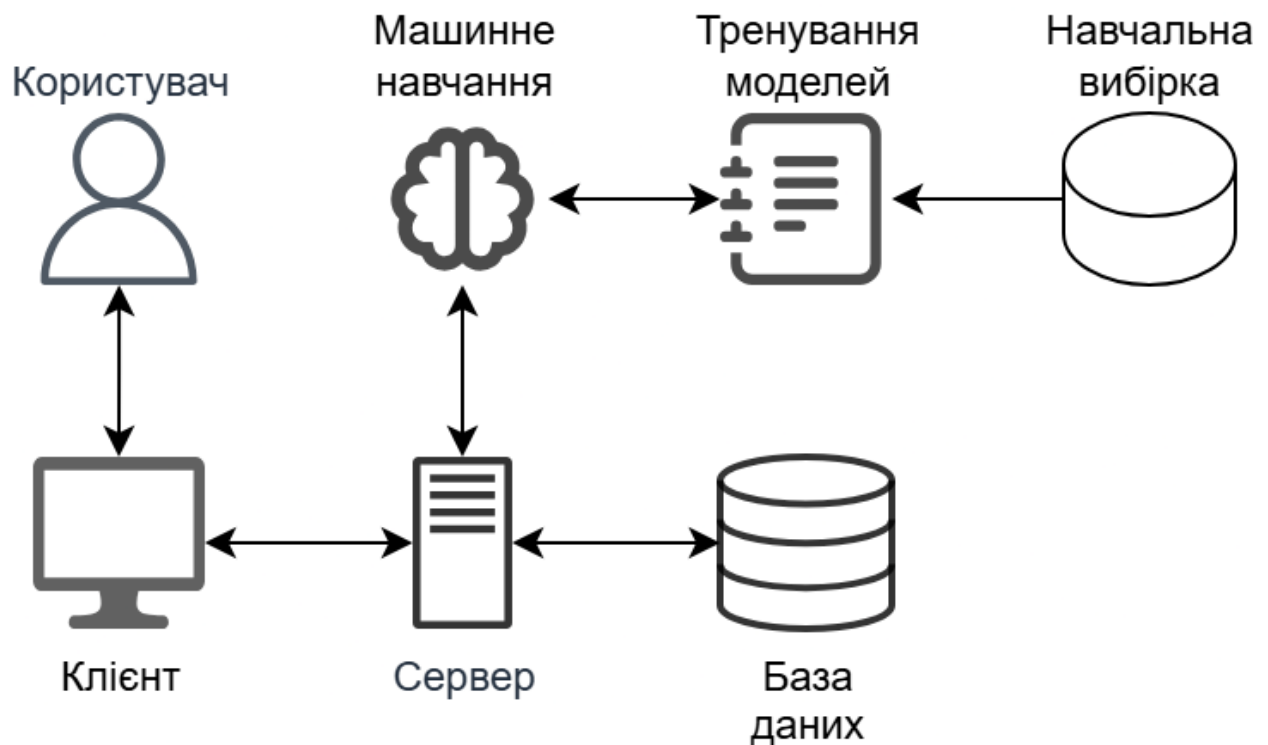 Користувач
Машинне
навчання
Тренування
моделей
Навчальна
вибірка
Клієнт
Сервер
База
даних